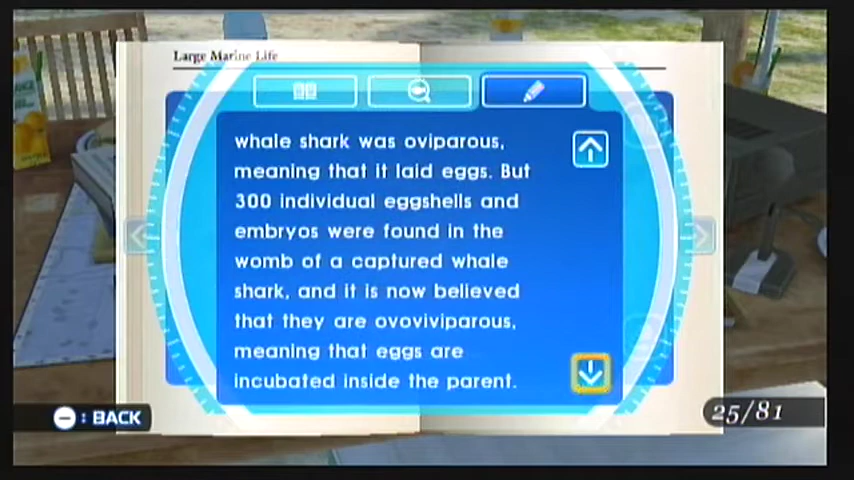 Large Marine Life
whale shark was oviparous,
meaning that it laid eggs. But
300 individual eggshells and
embryos were found in the
womb of a captured whale
shark, and it is now believed
that they are ovoviviparous,
meaning that eggs are
incubated inside the parent.
− : BACK
25/81